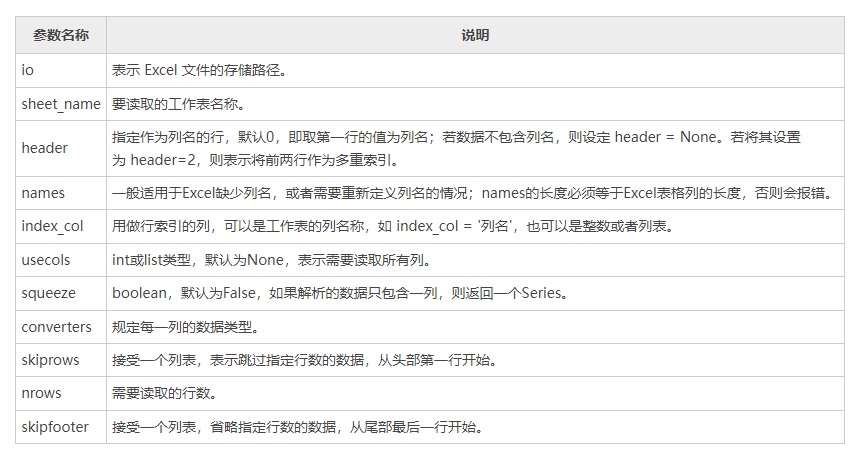 参数名称 说明
io 表示 Excel 文件的存储路径。
sheet_name 要读取的工作表名称。
header 指定作为列名的行，默认0，即取第一行的值为列名；若数据不包含列名，则设定 header = None。若将其设置
为 header=2，则表示将前两行作为多重索引。
names 一般适用于Excel缺少列名，或者需要重新定义列名的情况；names的长度必须等于Excel表格列的长度，否则会报错。
index_col 用做行索引的列，可以是工作表的列名称，如 index_col = '列名'，也可以是整数或者列表。
usecols int或list类型，默认为None，表示需要读取所有列。
squeeze boolean，默认为False，如果解析的数据只包含一列，则返回一个Series。
converters 规定每一列的数据类型。
skiprows 接受一个列表，表示跳过指定行数的数据，从头部第一行开始。
nrows 需要读取的行数。
skipfooter 接受一个列表，省略指定行数的数据，从尾部最后一行开始。